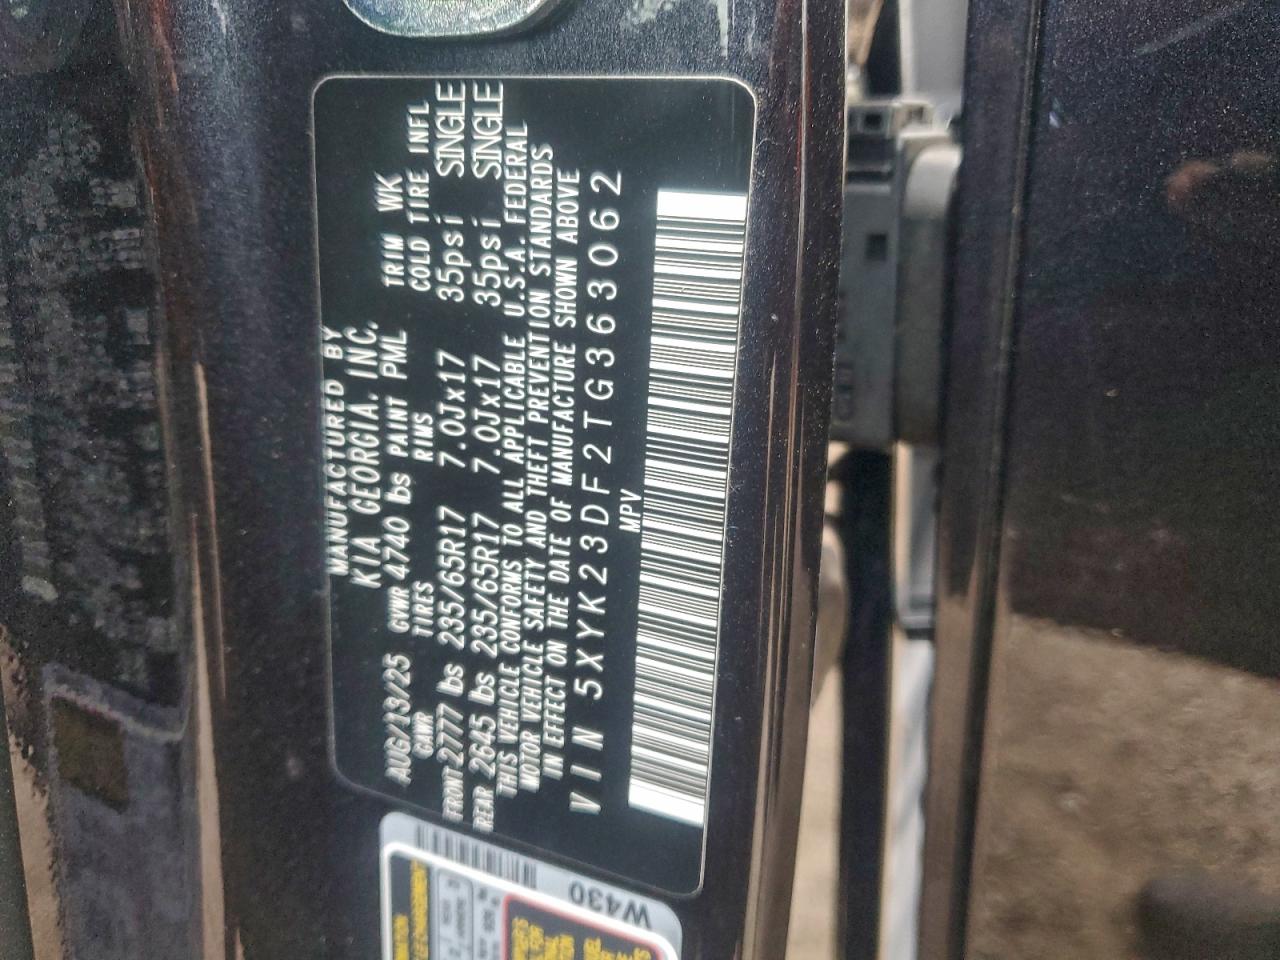 MANUFACTURED BY
KIA GEORGIA, INC.
AUG/13/25 GVWR 4740 lbs PAINT PML TRIM WK
GAWR TIRES RIMS COLD TIRE INFL
FRONT 2777 lbs 235/65R17 7.0Jx17 35psi SINGLE
REAR 2645 lbs 235/65R17 7.0Jx17 35psi SINGLE
THIS VEHICLE CONFORMS TO ALL APPLICABLE U.S.A. FEDERAL
MOTOR VEHICLE SAFETY AND THEFT PREVENTION STANDARDS
IN EFFECT ON THE DATE OF MANUFACTURE SHOWN ABOVE
VIN 5XYK23DF2TG363062
MPV
W430